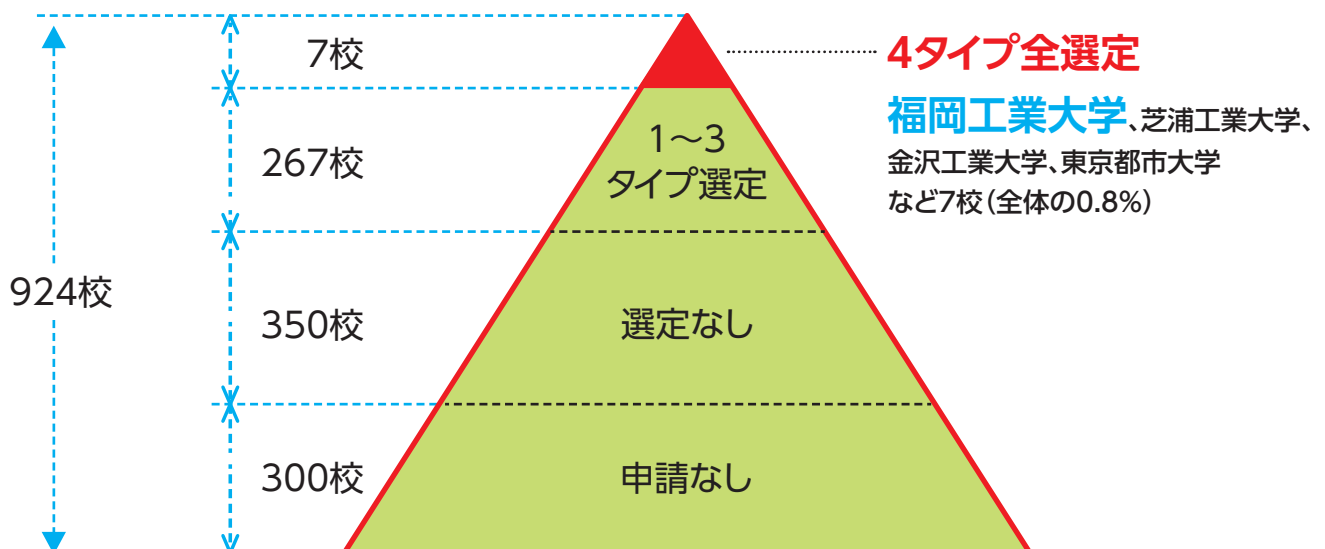 924校
7校
4タイプ全選定
福岡工業大学、芝浦工業大学、
金沢工業大学、東京都市大学
など7校（全体の0.8%）
267校
1〜3
タイプ選定
350校
選定なし
300校
申請なし